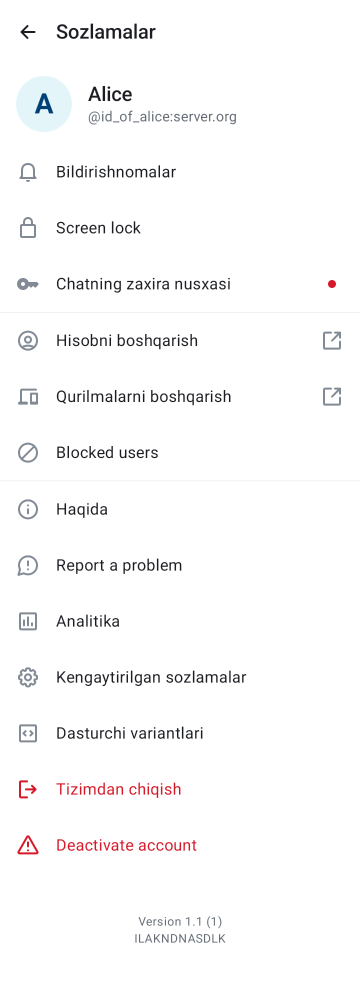 Sozlamalar
A
Alice
@id_of_alice:server.org
Bildirishnomalar
Screen lock
Chatning zaxira nusxasi
Hisobni boshqarish
Qurilmalarni boshqarish
Blocked users
Haqida
Report a problem
Analitika
Kengaytirilgan sozlamalar
Dasturchi variantlari
Tizimdan chiqish
Deactivate account
Version 1.1 (1)
ILAKNDNASDLK